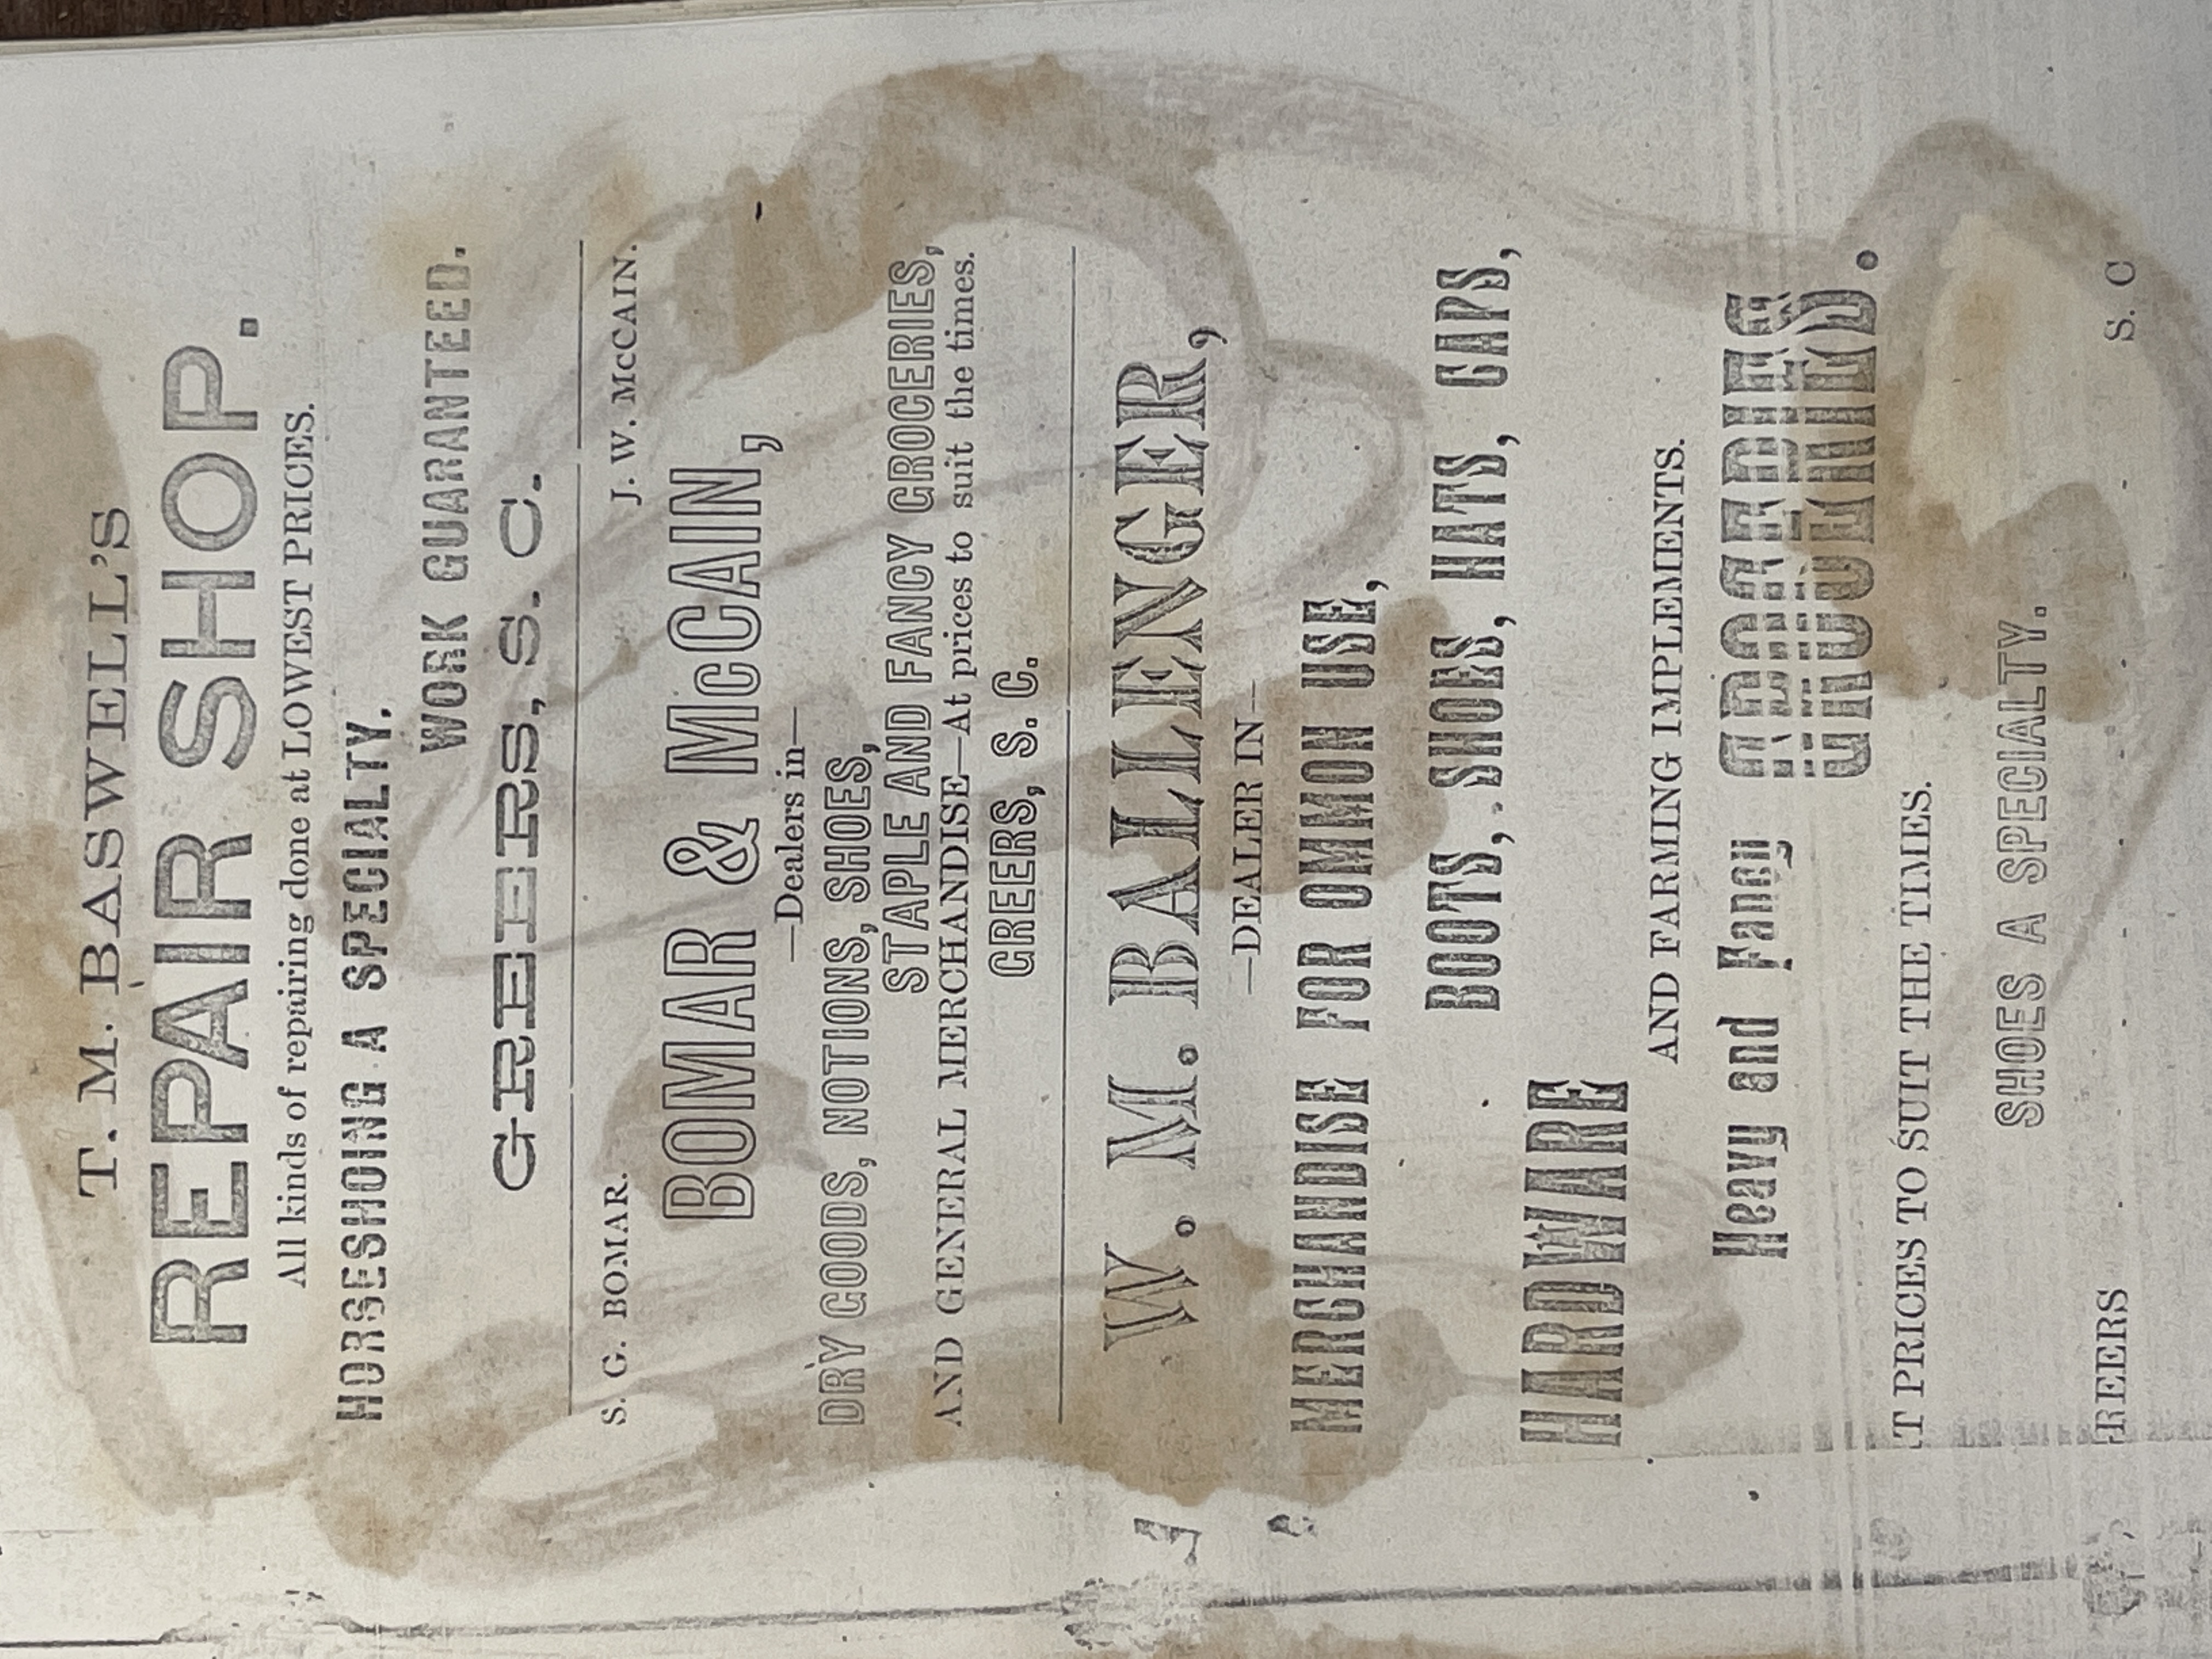 T. M. BASWELL'S
REPAIR SHOP.
All kinds of repairing done at LOWEST PRICES.
HORSESHOING A SPECIALTY.
WORK GUARANTEED.
GREERS, S. C.
S. G. BOMAR. J. W. McCAIN.
BOMAR & McCAIN,
—Dealers in—
DRY GOODS, NOTIONS, SHOES,
STAPLE AND FANCY GROCERIES,
AND GENERAL MERCHANDISE—At prices to suit the times.
GREERS, S. C.
W. M. BALLENGER,
—DEALER IN—
MERCHANDISE FOR OMMON USE,
BOOTS, SHOES, HATS, CAPS,
HARDWARE
AND FARMING IMPLEMENTS.
Heavy and Fancy GROCERIES.
T PRICES TO SUIT THE TIMES.
SHOES A SPECIALTY.
REERS S. C